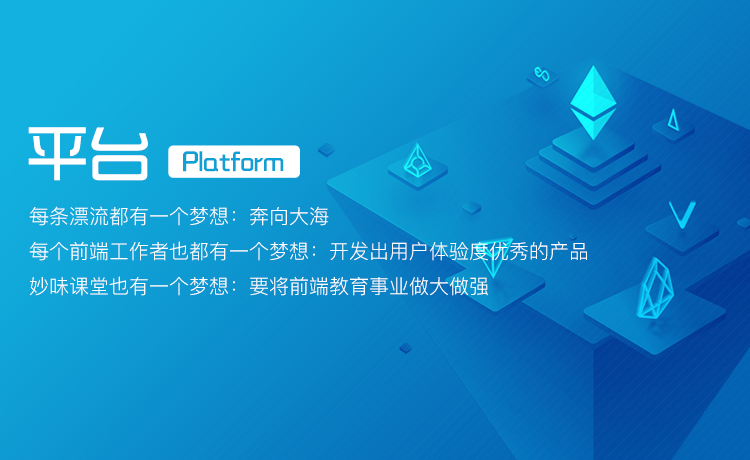 平台 Platform
每条漂流都有一个梦想：奔向大海
每个前端工作者也都有一个梦想：开发出用户体验度优秀的产品
妙味课堂也有一个梦想：要将前端教育事业做大做强